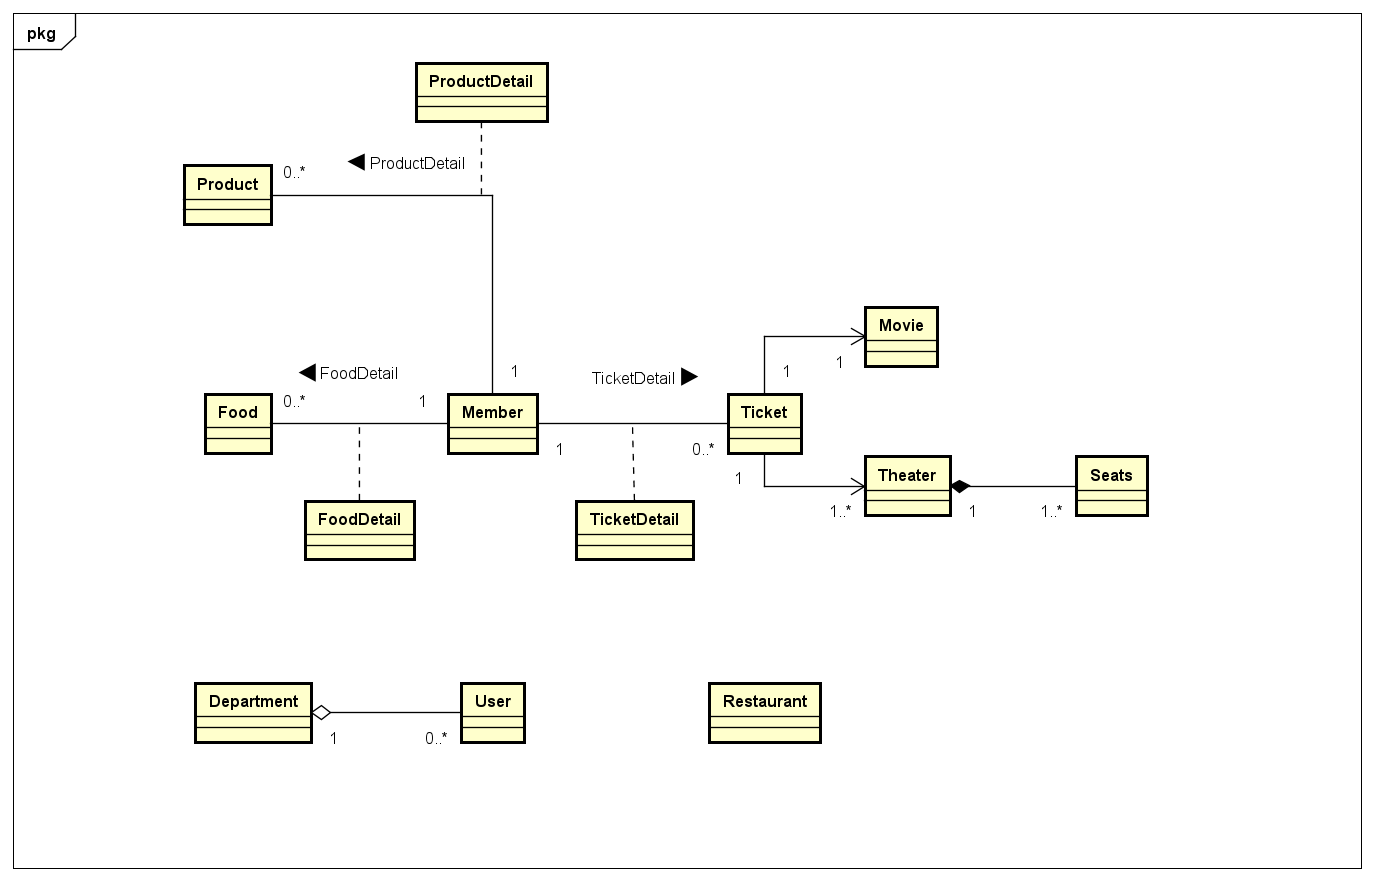 pkg
ProductDetail
ProductDetail
0..*
Product
Movie
1
1
FoodDetail
1
TicketDetail
0..*
1
Food
Member
Ticket
1
0..*
1
Theater
Seats
1..*
1
1..*
FoodDetail
TicketDetail
Department
User
Restaurant
1
0..*